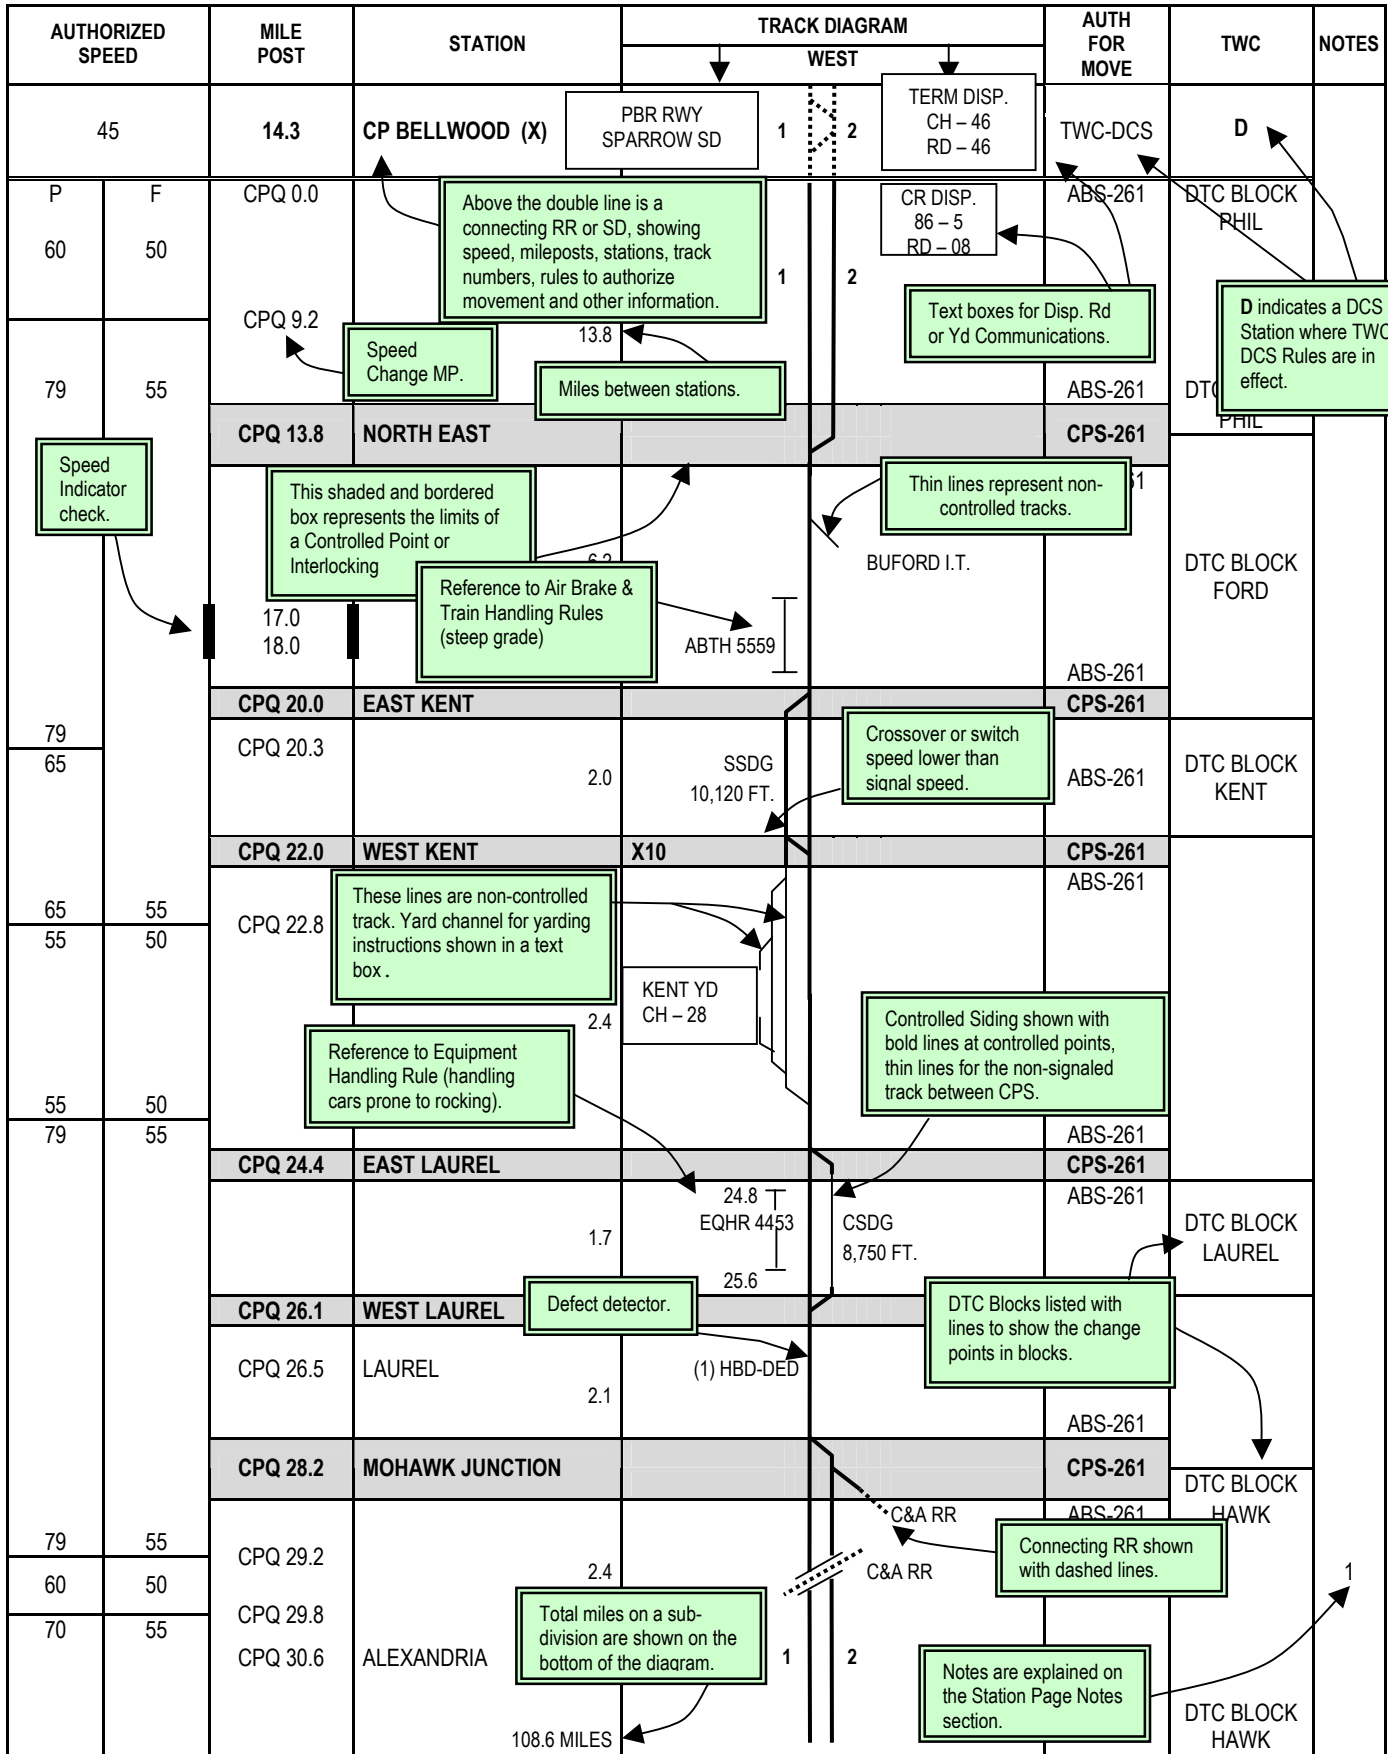 AUTHORIZED SPEED
MILE POST
STATION
TRACK DIAGRAM
WEST
AUTH FOR MOVE
TWC
NOTES
45
14.3
CP BELLWOOD (X)
PBR RWY
SPARROW SD
1
2
TERM DISP.
CH – 46
RD – 46
TWC-DCS
D
P
F
CPQ 0.0
Above the double line is a
connecting RR or SD, showing
speed, mileposts, stations, track
numbers, rules to authorize
movement and other information.
CR DISP.
86 – 5
RD – 08
ABS-261
DTC BLOCK
PHIL
60
50
1
2
Text boxes for Disp. Rd
or Yd Communications.
D indicates a DCS
Station where TWC
DCS Rules are in
effect.
CPQ 9.2
13.8
Speed
Change MP.
Miles between stations.
79
55
ABS-261
PHIL
CPQ 13.8
NORTH EAST
CPS-261
Speed
Indicator
check.
This shaded and bordered
box represents the limits of
a Controlled Point or
Interlocking
Thin lines represent non-
controlled tracks.
BUFORD I.T.
DTC BLOCK
FORD
Reference to Air Brake &
Train Handling Rules
(steep grade)
17.0
18.0
ABTH 5559
ABS-261
CPQ 20.0
EAST KENT
CPS-261
79
65
CPQ 20.3
2.0
SSDG
10,120 FT.
Crossover or switch
speed lower than
signal speed.
ABS-261
DTC BLOCK
KENT
CPQ 22.0
WEST KENT
X10
CPS-261
ABS-261
65
55
55
50
CPQ 22.8
These lines are non-controlled
track. Yard channel for yarding
instructions shown in a text
box .
KENT YD
CH – 28
2.4
Controlled Siding shown with
bold lines at controlled points,
thin lines for the non-signaled
track between CPS.
Reference to Equipment
Handling Rule (handling
cars prone to rocking).
55
50
79
55
ABS-261
CPQ 24.4
EAST LAUREL
CPS-261
24.8
EQHR 4453
25.6
1.7
CSDG
8,750 FT.
ABS-261
DTC BLOCK
LAUREL
CPQ 26.1
WEST LAUREL
Defect detector.
DTC Blocks listed with
lines to show the change
points in blocks.
CPQ 26.5
LAUREL
(1) HBD-DED
2.1
ABS-261
CPQ 28.2
MOHAWK JUNCTION
CPS-261
DTC BLOCK
HAWK
C&A RR
ABS-261
79
55
CPQ 29.2
2.4
C&A RR
Connecting RR shown
with dashed lines.
1
60
50
CPQ 29.8
70
55
Total miles on a sub-
division are shown on the
bottom of the diagram.
CPQ 30.6
ALEXANDRIA
1
2
Notes are explained on
the Station Page Notes
section.
108.6 MILES
DTC BLOCK
HAWK